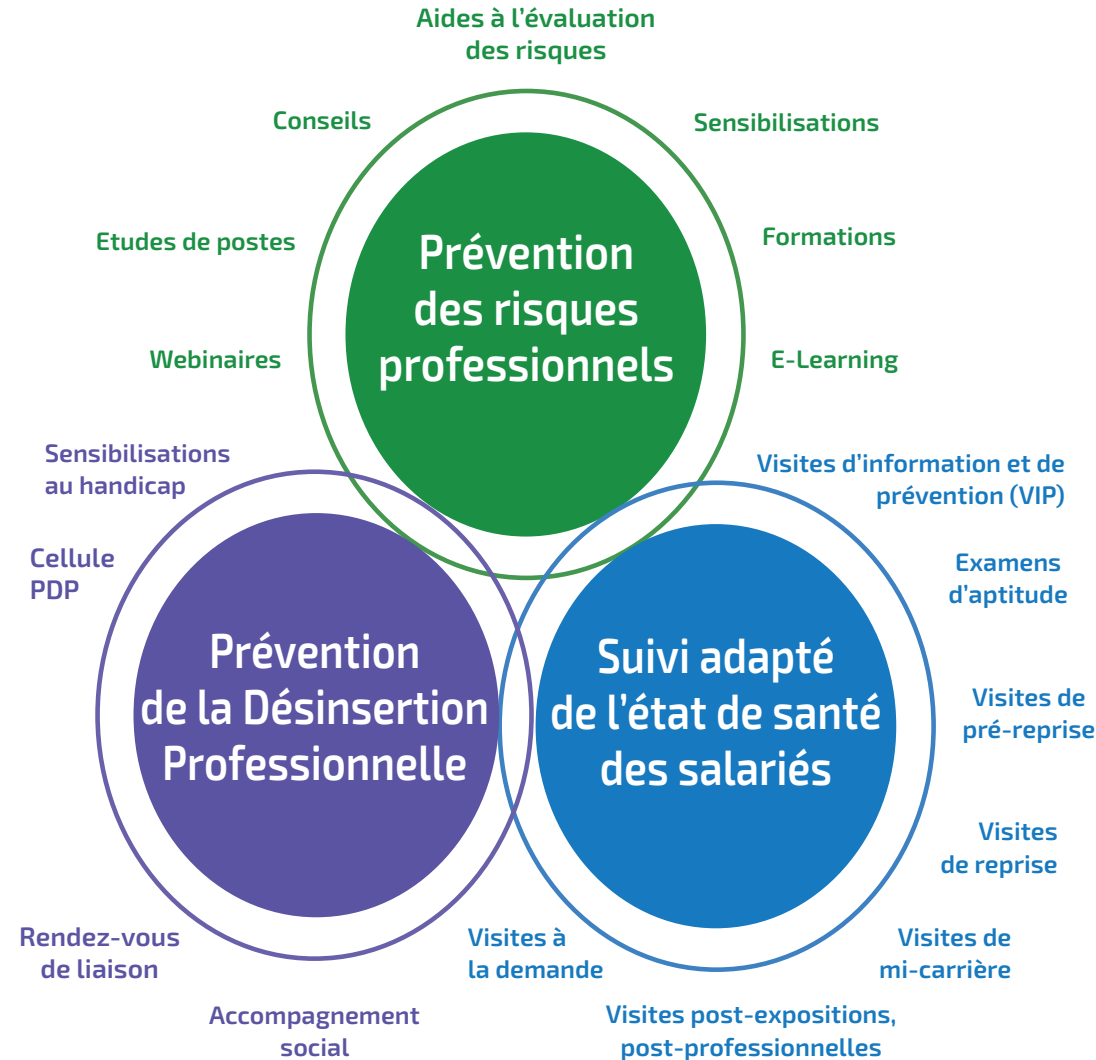 Aides à l'évaluation
des risques
Conseils
Sensibilisations
Etudes de postes
Formations
Webinaires
E-Learning
Prévention
des risques
professionnels
Sensibilisations
au handicap
Cellule
PDP
Prévention
de la Désinsertion
Professionnelle
Rendez-vous
de liaison
Accompagnement
social
Visites d'information et de
prévention (VIP)
Examens
d'aptitude
Suivi adapté
de l'état de santé
des salariés
Visites de
pré-reprise
Visites
de reprise
Visites de
mi-carrière
Visites à
la demande
Visites post-expositions,
post-professionnelles